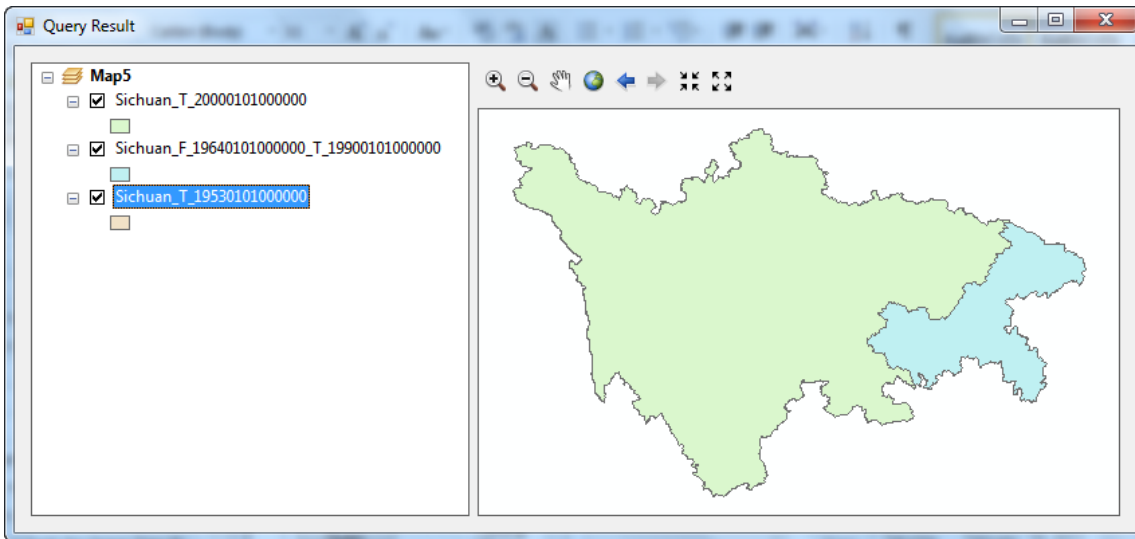 Query Result
Map5
Sichuan_T_20000101000000
Sichuan_F_19640101000000_T_19900101000000
Sichuan_T_19530101000000